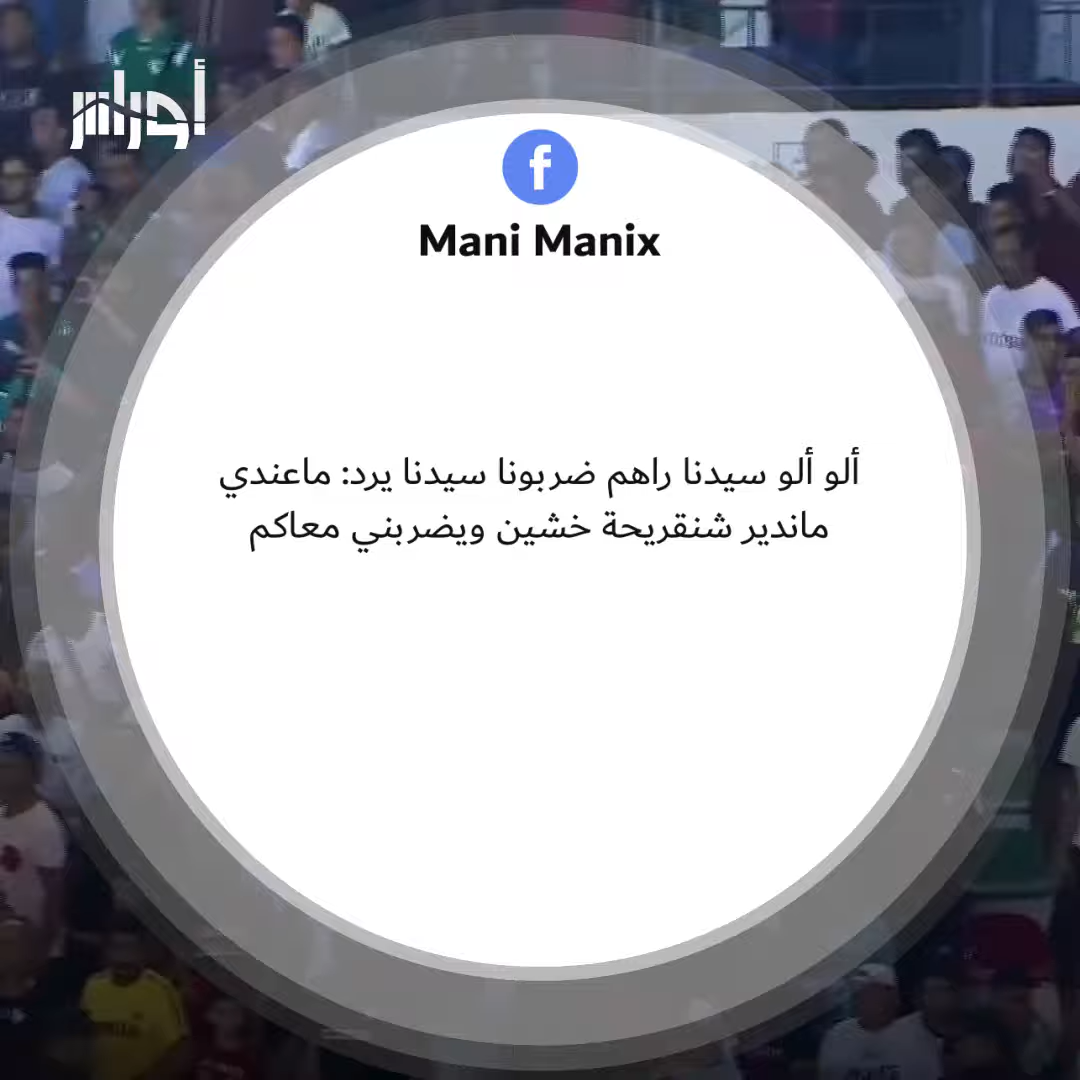 أوراس
f
Mani Manix
ألو ألو سيدنا راهم ضربونا سيدنا يرد: ماعندي
ماندير شنقريحة خشين ويضربني معاكم